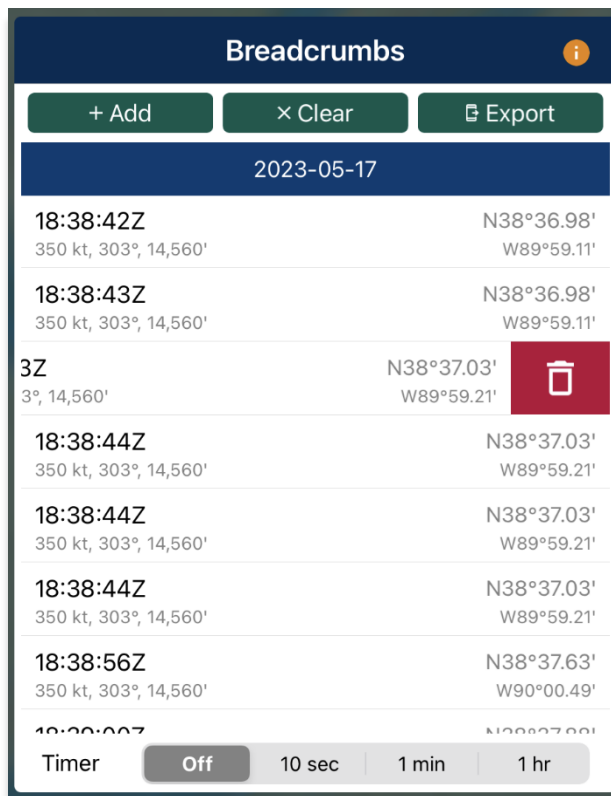 Breadcrumbs
+ Add × Clear Export
2023-05-17
18:38:42Z N38°36.98'
350 kt, 303°, 14,560' W89°59.11'
18:38:43Z N38°36.98'
350 kt, 303°, 14,560' W89°59.11'
3Z N38°37.03'
3°, 14,560' W89°59.21'
18:38:44Z N38°37.03'
350 kt, 303°, 14,560' W89°59.21'
18:38:44Z N38°37.03'
350 kt, 303°, 14,560' W89°59.21'
18:38:44Z N38°37.03'
350 kt, 303°, 14,560' W89°59.21'
18:38:56Z N38°37.63'
350 kt, 303°, 14,560' W90°00.49'
Timer Off 10 sec 1 min 1 hr